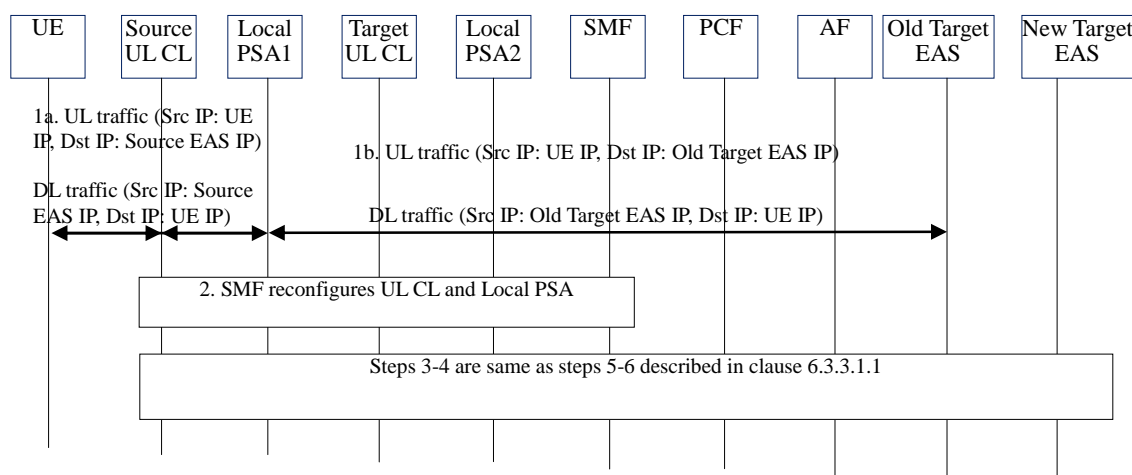 UE
Source
UL CL
Local
PSA1
Target
UL CL
Local
PSA2
SMF
PCF
AF
Old Target
EAS
New Target
EAS
1a. UL traffic (Src IP: UE
IP, Dst IP: Source EAS IP)
1b. UL traffic (Src IP: UE IP, Dst IP: Old Target EAS IP)
DL traffic (Src IP: Source
EAS IP, Dst IP: UE IP)
DL traffic (Src IP: Old Target EAS IP, Dst IP: UE IP)
2. SMF reconfigures UL CL and Local PSA
Steps 3-4 are same as steps 5-6 described in clause 6.3.3.1.1